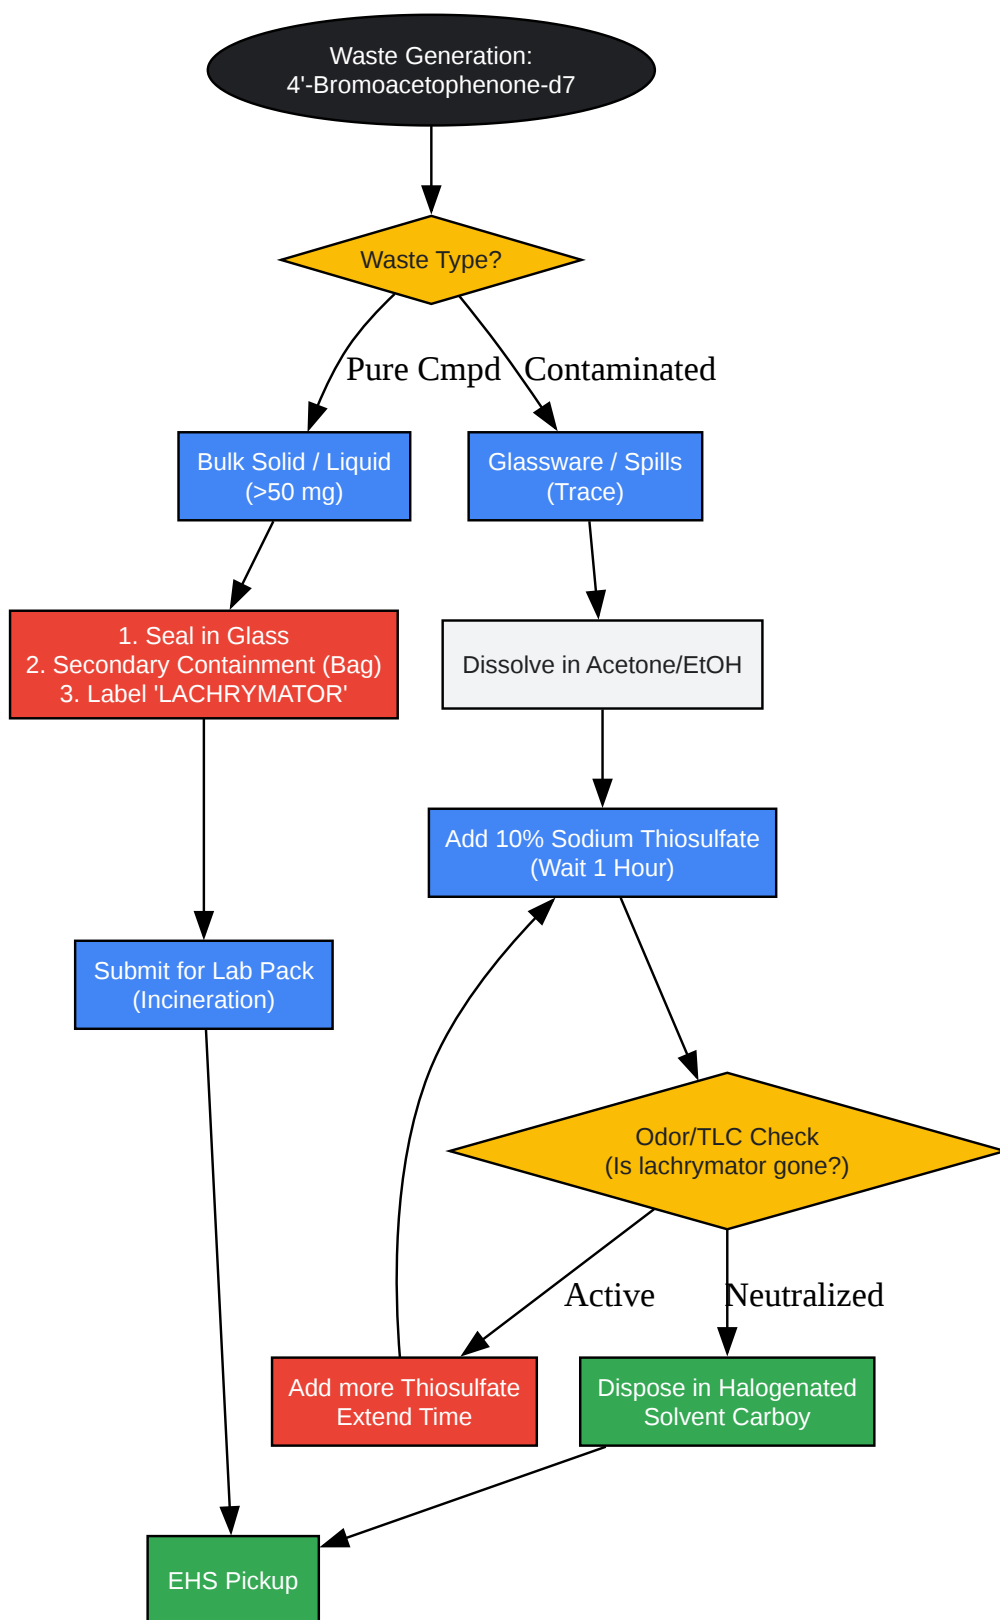 Waste Generation:
4'-Bromoacetophenone-d7
Waste Type?
Pure Cmpd
Contaminated
Bulk Solid / Liquid
(>50 mg)
Glassware / Spills
(Trace)
1. Seal in Glass
2. Secondary Containment (Bag)
3. Label 'LACHRYMATOR'
Dissolve in Acetone/EtOH
Add 10% Sodium Thiosulfate
(Wait 1 Hour)
Submit for Lab Pack
(Incineration)
Odor/TLC Check
(Is lachrymator gone?)
Active
Neutralized
Add more Thiosulfate
Extend Time
Dispose in Halogenated
Solvent Carboy
EHS Pickup